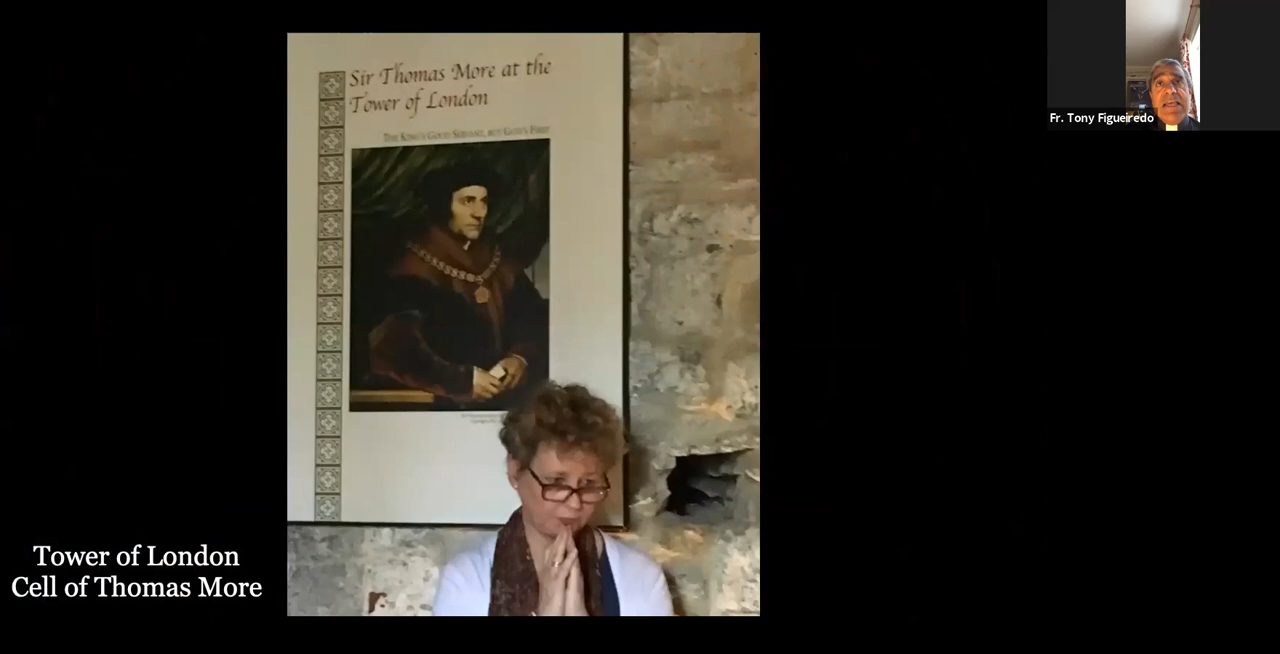 Sir Thomas More at the
Tower of London
THE KING'S GOOD SERVANT, BUT GOD'S FIRST
Fr. Tony Figueiredo
Tower of London
Cell of Thomas More